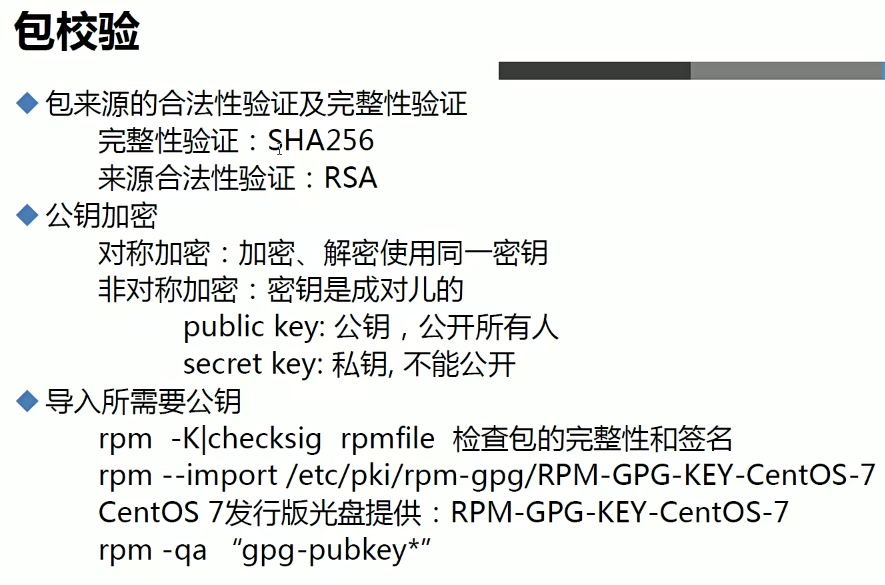 包校验
包来源的合法性验证及完整性验证
完整性验证：SHA256
来源合法性验证：RSA
公钥加密
对称加密：加密、解密使用同一密钥
非对称加密：密钥是成对儿的
public key: 公钥，公开所有人
secret key: 私钥, 不能公开
导入所需要公钥
rpm -K|checksig rpmfile 检查包的完整性和签名
rpm --import /etc/pki/rpm-gpg/RPM-GPG-KEY-CentOS-7
CentOS 7发行版光盘提供：RPM-GPG-KEY-CentOS-7
rpm -qa “gpg-pubkey*”